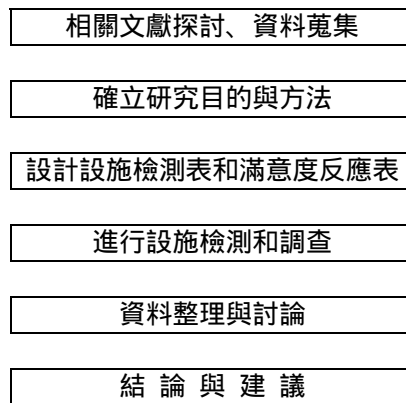 相關文獻探討、資料蒐集
確立研究目的與方法
設計設施檢測表和滿意度反應表
進行設施檢測和調查
資料整理與討論
結 論 與 建 議